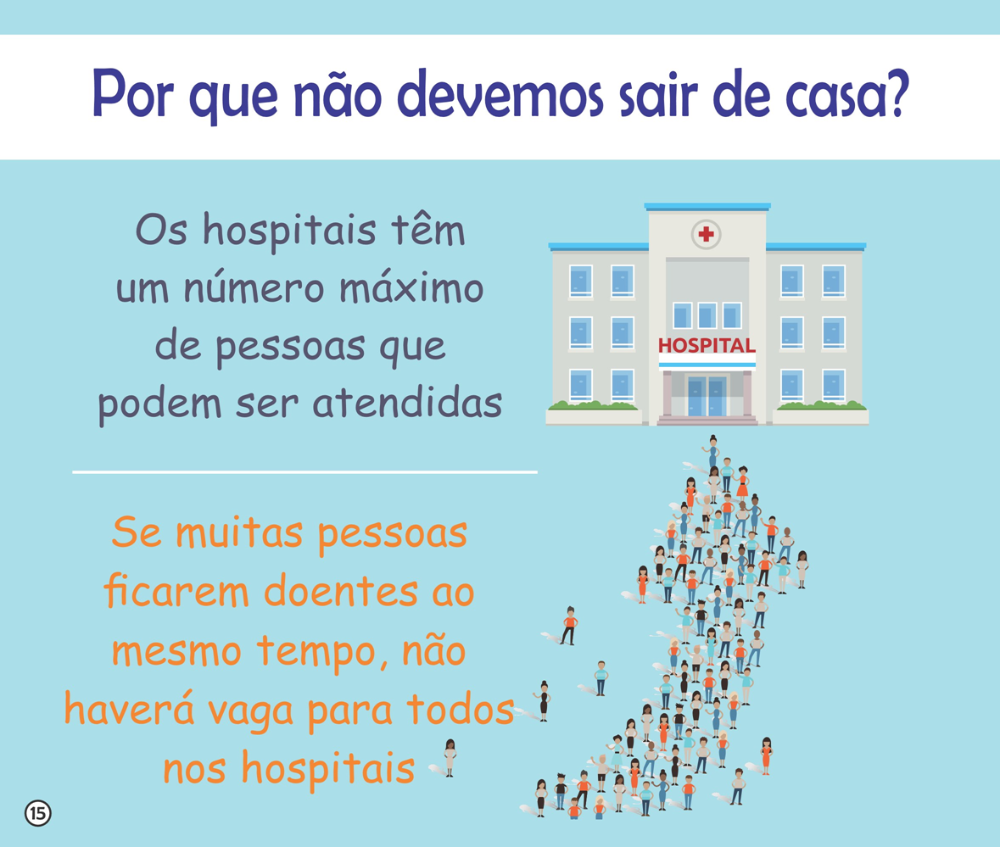 Por que não devemos sair de casa?
Os hospitais têm
um número máximo
de pessoas que
podem ser atendidas
HOSPITAL
Se muitas pessoas
ficarem doentes ao
mesmo tempo, não
haverá vaga para todos
nos hospitais
15